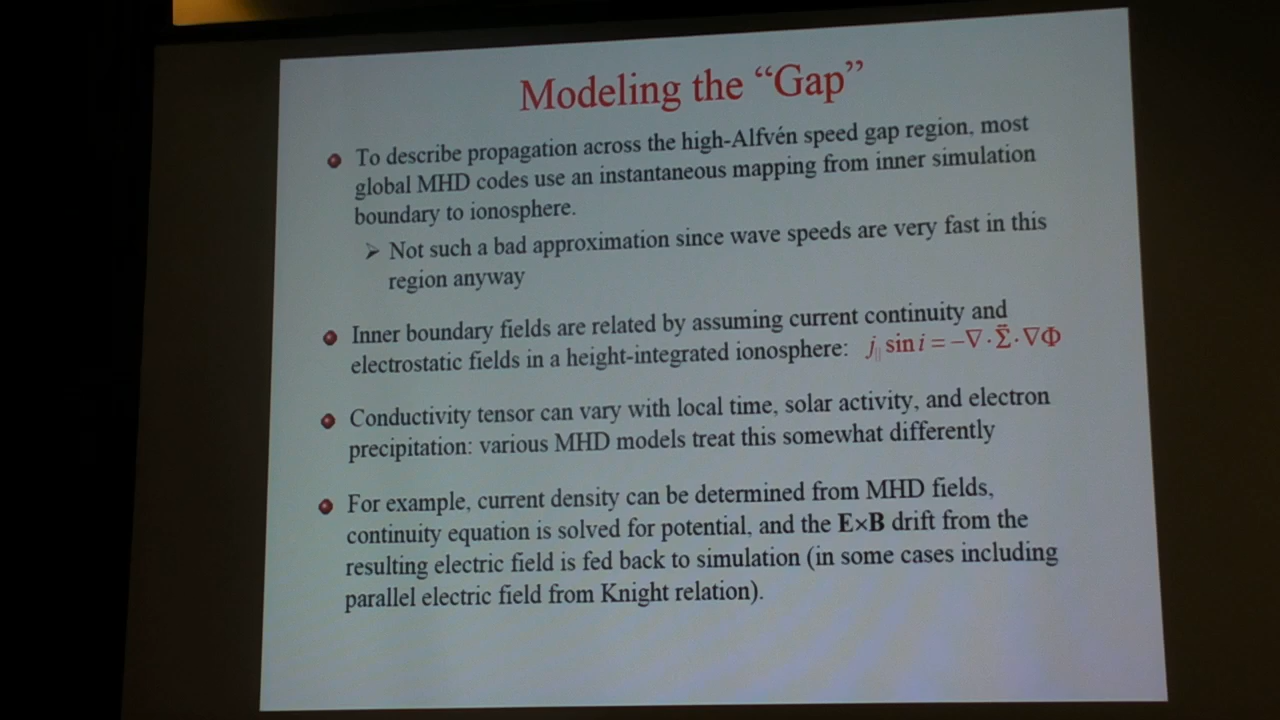 Modeling the “Gap”
To describe propagation across the high-Alfvén speed gap region, most
global MHD codes use an instantaneous mapping from inner simulation
boundary to ionosphere.
Not such a bad approximation since wave speeds are very fast in this
region anyway
Inner boundary fields are related by assuming current continuity and
electrostatic fields in a height-integrated ionosphere: j|| sin i = −∇·Σ⃡·∇Φ
Conductivity tensor can vary with local time, solar activity, and electron
precipitation: various MHD models treat this somewhat differently
For example, current density can be determined from MHD fields,
continuity equation is solved for potential, and the E×B drift from the
resulting electric field is fed back to simulation (in some cases including
parallel electric field from Knight relation).